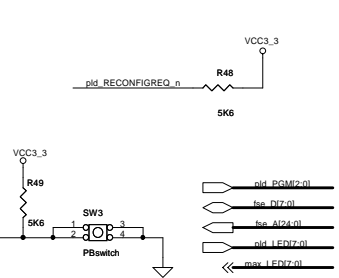 VCC3_3
R48
pld_RECONFIGREQ_n
5K6
VCC3_3
R49
5K6
SW3
1 3
2 4
PBswitch
pld_PGM[2:0]
fse_D[7:0]
fse_A[24:0]
pld_LED[7:0]
max_LED[7:0]